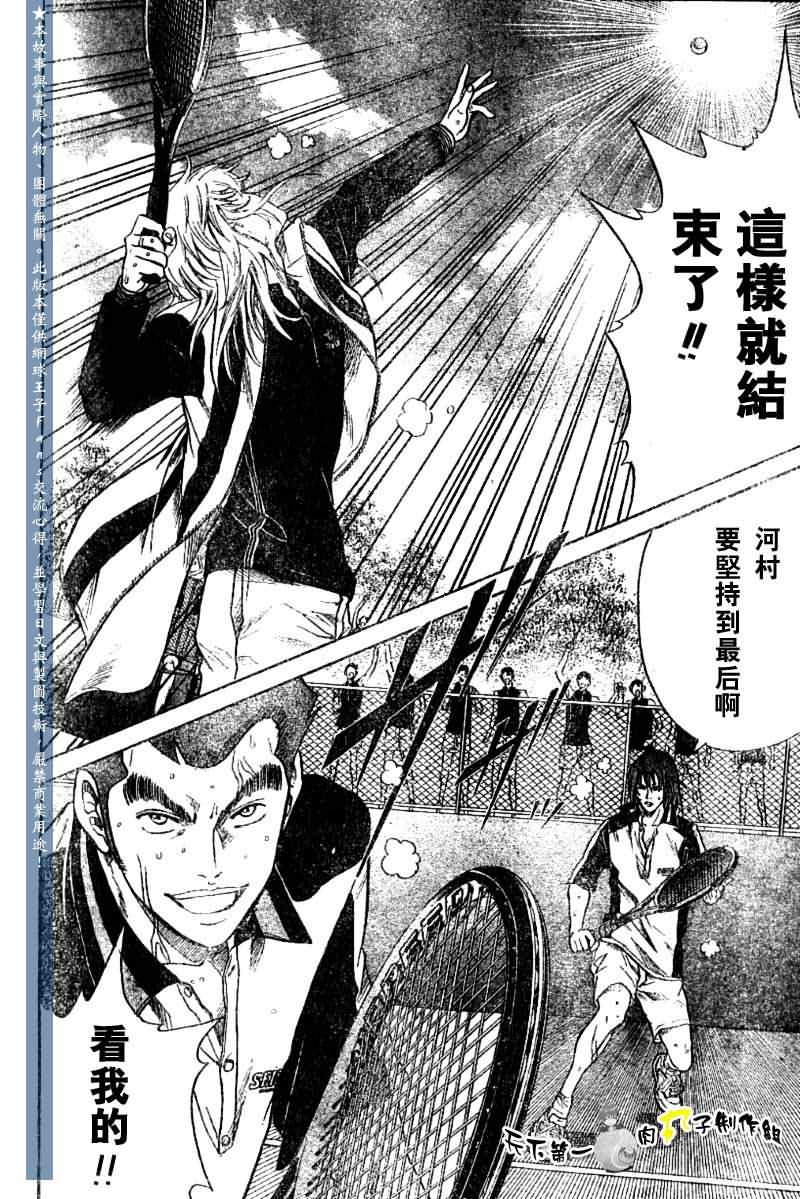 這樣就結
束了!!
河村
要堅持到最后啊
看我的!!
★本故事與實際人物、團體無關。此版本僅供網球王子Fans交流心得，並學習日文與製圖技術，嚴禁商業用途！
天下第一 肉丸子制作組